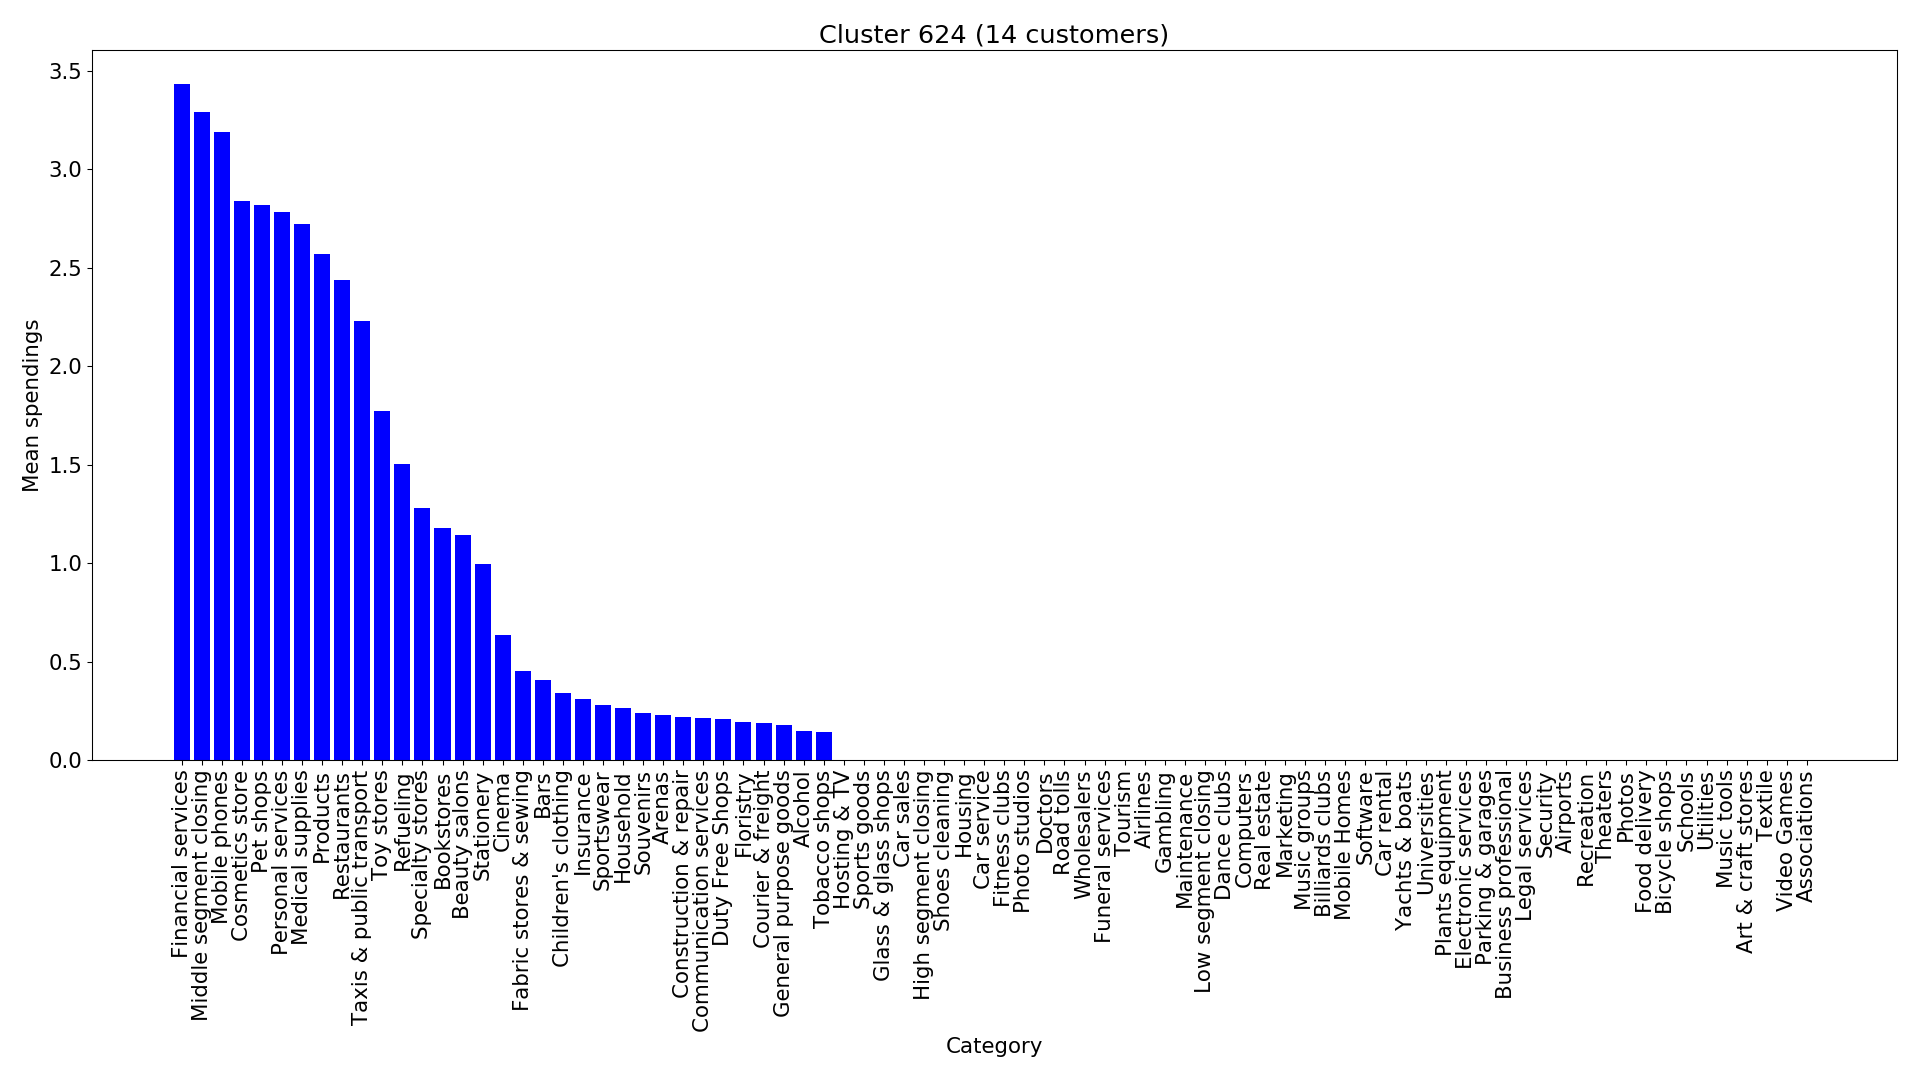 Cluster 624 (14 customers)
Mean spendings
3.5
3.0
2.5
2.0
1.5
1.0
0.5
0.0
Financial services
Middle segment closing
Mobile phones
Cosmetics store
Pet shops
Personal services
Medical supplies
Products
Restaurants
Taxis & public transport
Toy stores
Refueling
Specialty stores
Bookstores
Beauty salons
Stationery
Cinema
Fabric stores & sewing
Bars
Children's clothing
Insurance
Sportswear
Household
Souvenirs
Arenas
Construction & repair
Communication services
Duty Free Shops
Floristry
Courier & freight
General purpose goods
Alcohol
Tobacco shops
Hosting & TV
Sports goods
Glass & glass shops
Car sales
High segment closing
Shoes cleaning
Housing
Car service
Fitness clubs
Photo studios
Doctors
Road tolls
Wholesalers
Funeral services
Tourism
Airlines
Gambling
Maintenance
Low segment closing
Dance clubs
Computers
Real estate
Marketing
Music groups
Billiards clubs
Mobile Homes
Software
Car rental
Yachts & boats
Universities
Plants equipment
Electronic services
Parking & garages
Business professional
Legal services
Security
Airports
Recreation
Theaters
Photos
Food delivery
Bicycle shops
Schools
Utilities
Music tools
Art & craft stores
Textile
Video Games
Associations
Category